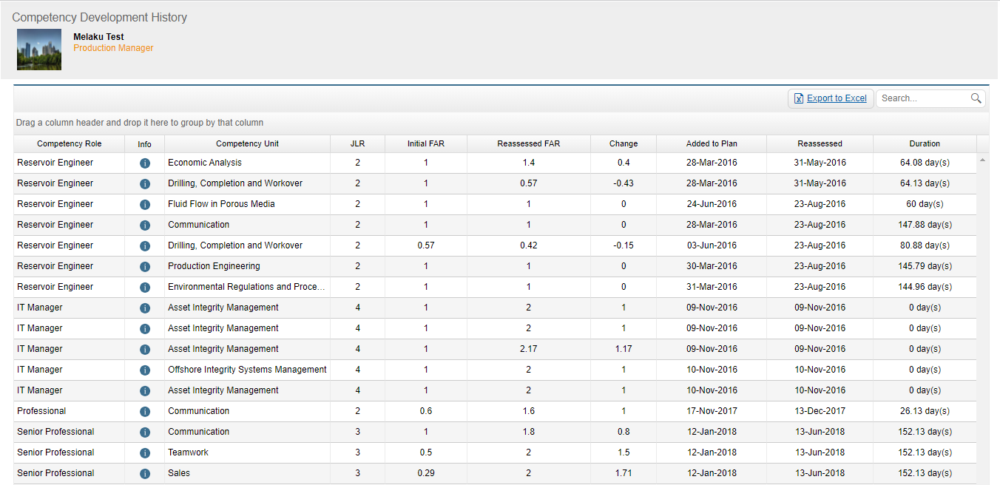 Competency Development History
Melaku Test
Production Manager
Export to Excel Search...
Drag a column header and drop it here to group by that column
Competency Role Info Competency Unit JLR Initial FAR Reassessed FAR Change Added to Plan Reassessed Duration
Reservoir Engineer i Economic Analysis 2 1 1.4 0.4 28-Mar-2016 31-May-2016 64.08 day(s)
Reservoir Engineer i Drilling, Completion and Workover 2 1 0.57 -0.43 28-Mar-2016 31-May-2016 64.13 day(s)
Reservoir Engineer i Fluid Flow in Porous Media 2 1 1 0 24-Jun-2016 23-Aug-2016 60 day(s)
Reservoir Engineer i Communication 2 1 1 0 28-Mar-2016 23-Aug-2016 147.88 day(s)
Reservoir Engineer i Drilling, Completion and Workover 2 0.57 0.42 -0.15 03-Jun-2016 23-Aug-2016 80.88 day(s)
Reservoir Engineer i Production Engineering 2 1 1 0 30-Mar-2016 23-Aug-2016 145.79 day(s)
Reservoir Engineer i Environmental Regulations and Proce... 2 1 1 0 31-Mar-2016 23-Aug-2016 144.96 day(s)
IT Manager i Asset Integrity Management 4 1 2 1 09-Nov-2016 09-Nov-2016 0 day(s)
IT Manager i Asset Integrity Management 4 1 2 1 09-Nov-2016 09-Nov-2016 0 day(s)
IT Manager i Asset Integrity Management 4 1 2.17 1.17 09-Nov-2016 09-Nov-2016 0 day(s)
IT Manager i Offshore Integrity Systems Management 4 1 2 1 10-Nov-2016 10-Nov-2016 0 day(s)
IT Manager i Asset Integrity Management 4 1 2 1 10-Nov-2016 10-Nov-2016 0 day(s)
Professional i Communication 2 0.6 1.6 1 17-Nov-2017 13-Dec-2017 26.13 day(s)
Senior Professional i Communication 3 1 1.8 0.8 12-Jan-2018 13-Jun-2018 152.13 day(s)
Senior Professional i Teamwork 3 0.5 2 1.5 12-Jan-2018 13-Jun-2018 152.13 day(s)
Senior Professional i Sales 3 0.29 2 1.71 12-Jan-2018 13-Jun-2018 152.13 day(s)